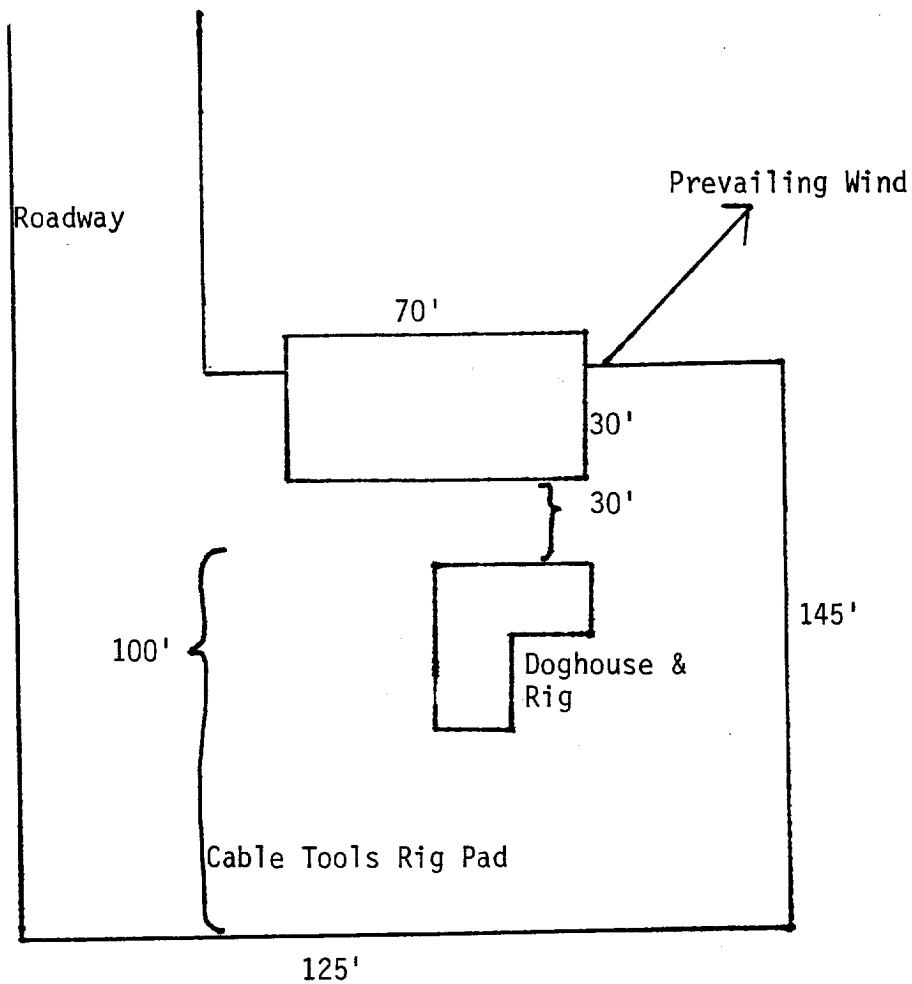 Prevailing Wind
Roadway
70'
30'
30'
145'
100'
Doghouse &
Rig
Cable Tools Rig Pad
125'